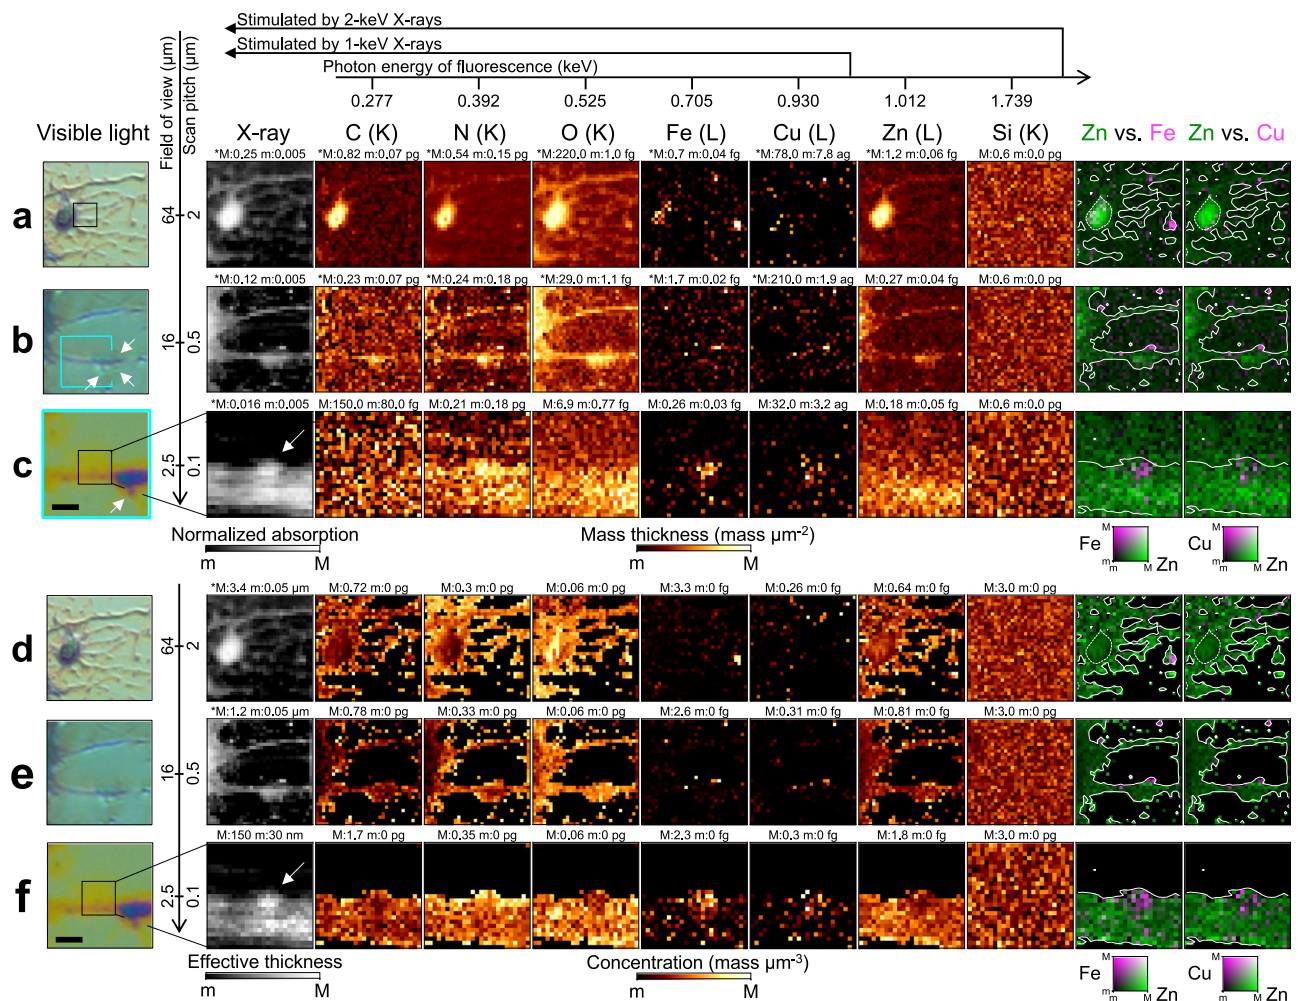 Stimulated by 2-keV X-rays
Stimulated by 1-keV X-rays
Photon energy of fluorescence (keV)
0.277 0.392 0.525 0.705 0.930 1.012 1.739
Field of view (µm)
Scan pitch (µm)
Visible light X-ray C (K) N (K) O (K) Fe (L) Cu (L) Zn (L) Si (K) Zn vs. Fe Zn vs. Cu
*M:0.25 m:0.005 *M:0.82 m:0.07 pg *M:0.54 m:0.15 pg *M:220.0 m:1.0 fg *M:0.7 m:0.04 fg *M:78.0 m:7.8 ag *M:1.2 m:0.06 fg M:0.6 m:0.0 pg
a 64 2
*M:0.12 m:0.005 *M:0.23 m:0.07 pg *M:0.24 m:0.18 pg *M:29.0 m:1.1 fg *M:1.7 m:0.02 fg *M:210.0 m:1.9 ag M:0.27 m:0.04 fg M:0.6 m:0.0 pg
b 16 0.5
*M:0.016 m:0.005 M:150.0 m:80.0 fg M:0.21 m:0.18 pg M:6.9 m:0.77 fg M:0.26 m:0.03 fg M:32.0 m:3.2 ag M:0.18 m:0.05 fg M:0.6 m:0.0 pg
c 2.5 0.1
Normalized absorption
m M
Mass thickness (mass µm-2)
m M
M Fe m m M Zn
M Cu m m M Zn
*M:3.4 m:0.05 µm M:0.72 m:0 pg M:0.3 m:0 pg M:0.06 m:0 pg M:3.3 m:0 fg M:0.26 m:0 fg M:0.64 m:0 fg M:3.0 m:0 pg
d 64 2
*M:1.2 m:0.05 µm M:0.78 m:0 pg M:0.33 m:0 pg M:0.06 m:0 pg M:2.6 m:0 fg M:0.31 m:0 fg M:0.81 m:0 fg M:3.0 m:0 pg
e 16 0.5
M:150 m:30 nm M:1.7 m:0 pg M:0.35 m:0 pg M:0.06 m:0 pg M:2.3 m:0 fg M:0.3 m:0 fg M:1.8 m:0 fg M:3.0 m:0 pg
f 2.5 0.1
Effective thickness
m M
Concentration (mass µm-3)
m M
M Fe m m M Zn
M Cu m m M Zn